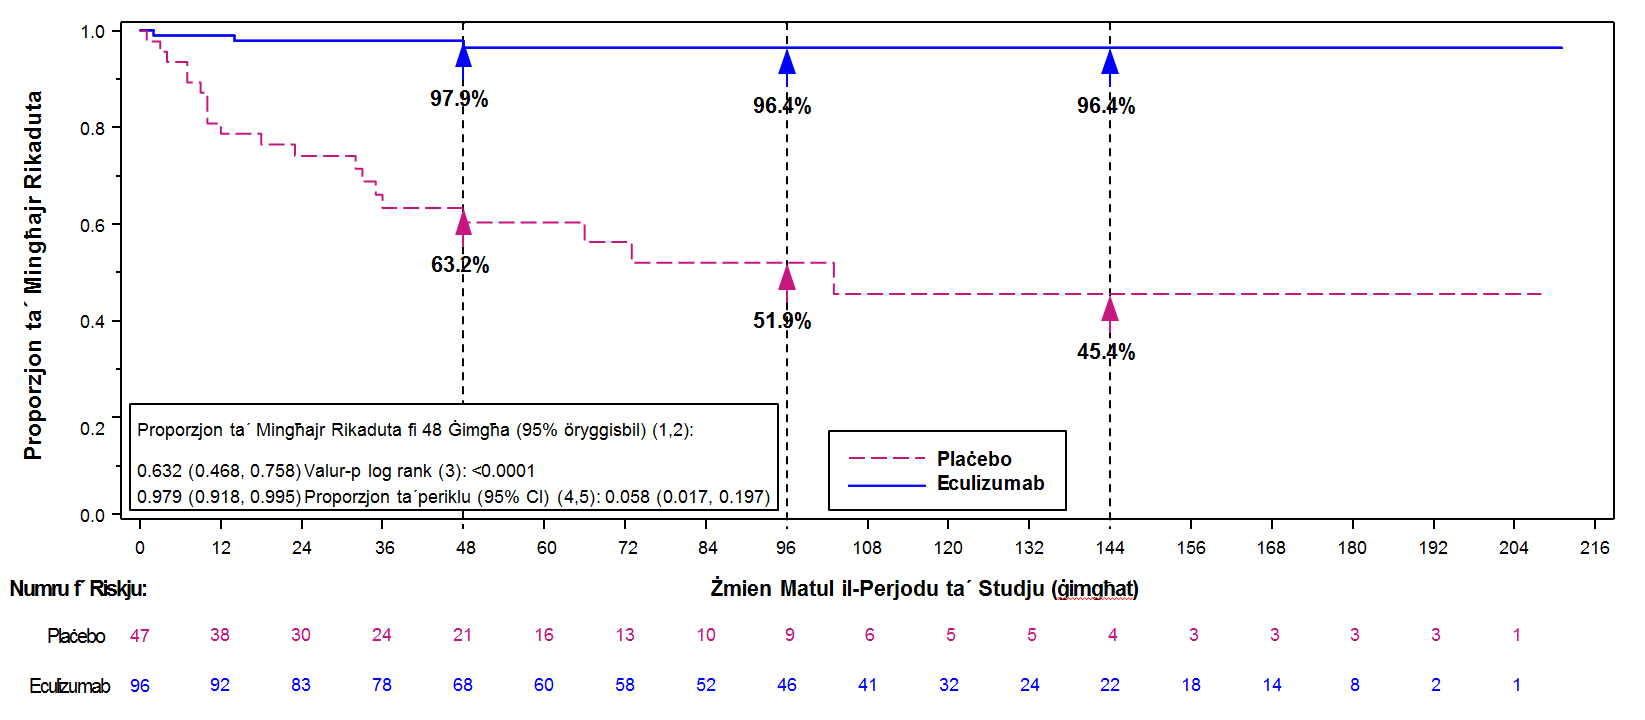 Proporzjon ta´ Mingħajr Rikaduta
1.0
0.8
0.6
0.4
0.2
0.0
97.9%
96.4%
96.4%
63.2%
51.9%
45.4%
Proporzjon ta´ Mingħajr Rikaduta fi 48 Ġimgħa (95% öryggisbil) (1,2):
0.632 (0.468, 0.758) Valur-p log rank (3): <0.0001
0.979 (0.918, 0.995) Proporzjon ta´periklu (95% CI) (4,5): 0.058 (0.017, 0.197)
Plaċebo
Eculizumab
0 12 24 36 48 60 72 84 96 108 120 132 144 156 168 180 192 204 216
Numru f´ Riskju:
Żmien Matul il-Perjodu ta´ Studju (ġimgħat)
Plaċebo 47 38 30 24 21 16 13 10 9 6 5 5 4 3 3 3 3 1
Eculizumab 96 92 83 78 68 60 58 52 46 41 32 24 22 18 14 8 2 1